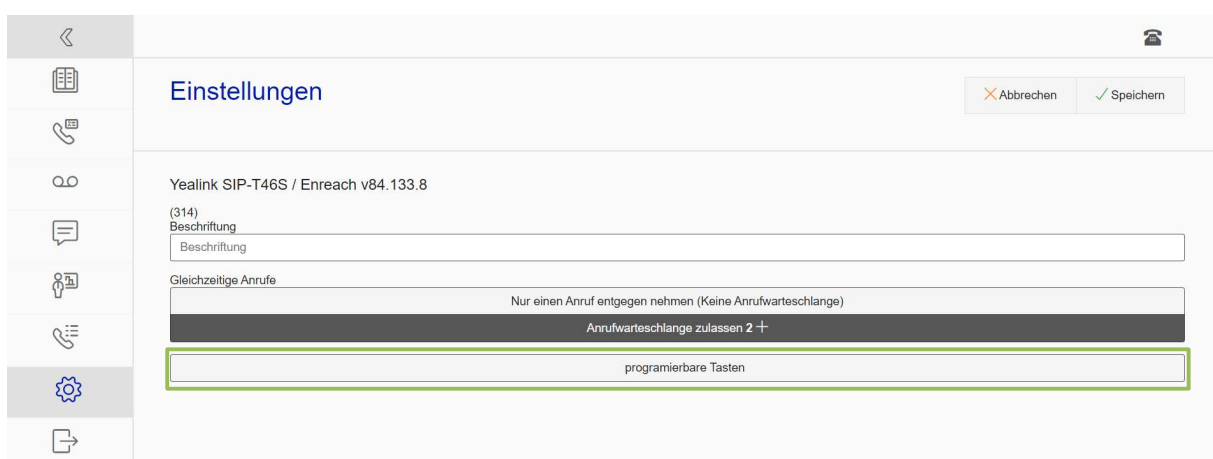 Einstellungen
Abbrechen
Speichern
Yealink SIP-T46S / Enreach v84.133.8
(314)
Beschriftung
Beschriftung
Gleichzeitige Anrufe
Nur einen Anruf entgegen nehmen (Keine Anrufwarteschlange)
Anrufwarteschlange zulassen 2 +
programierbare Tasten